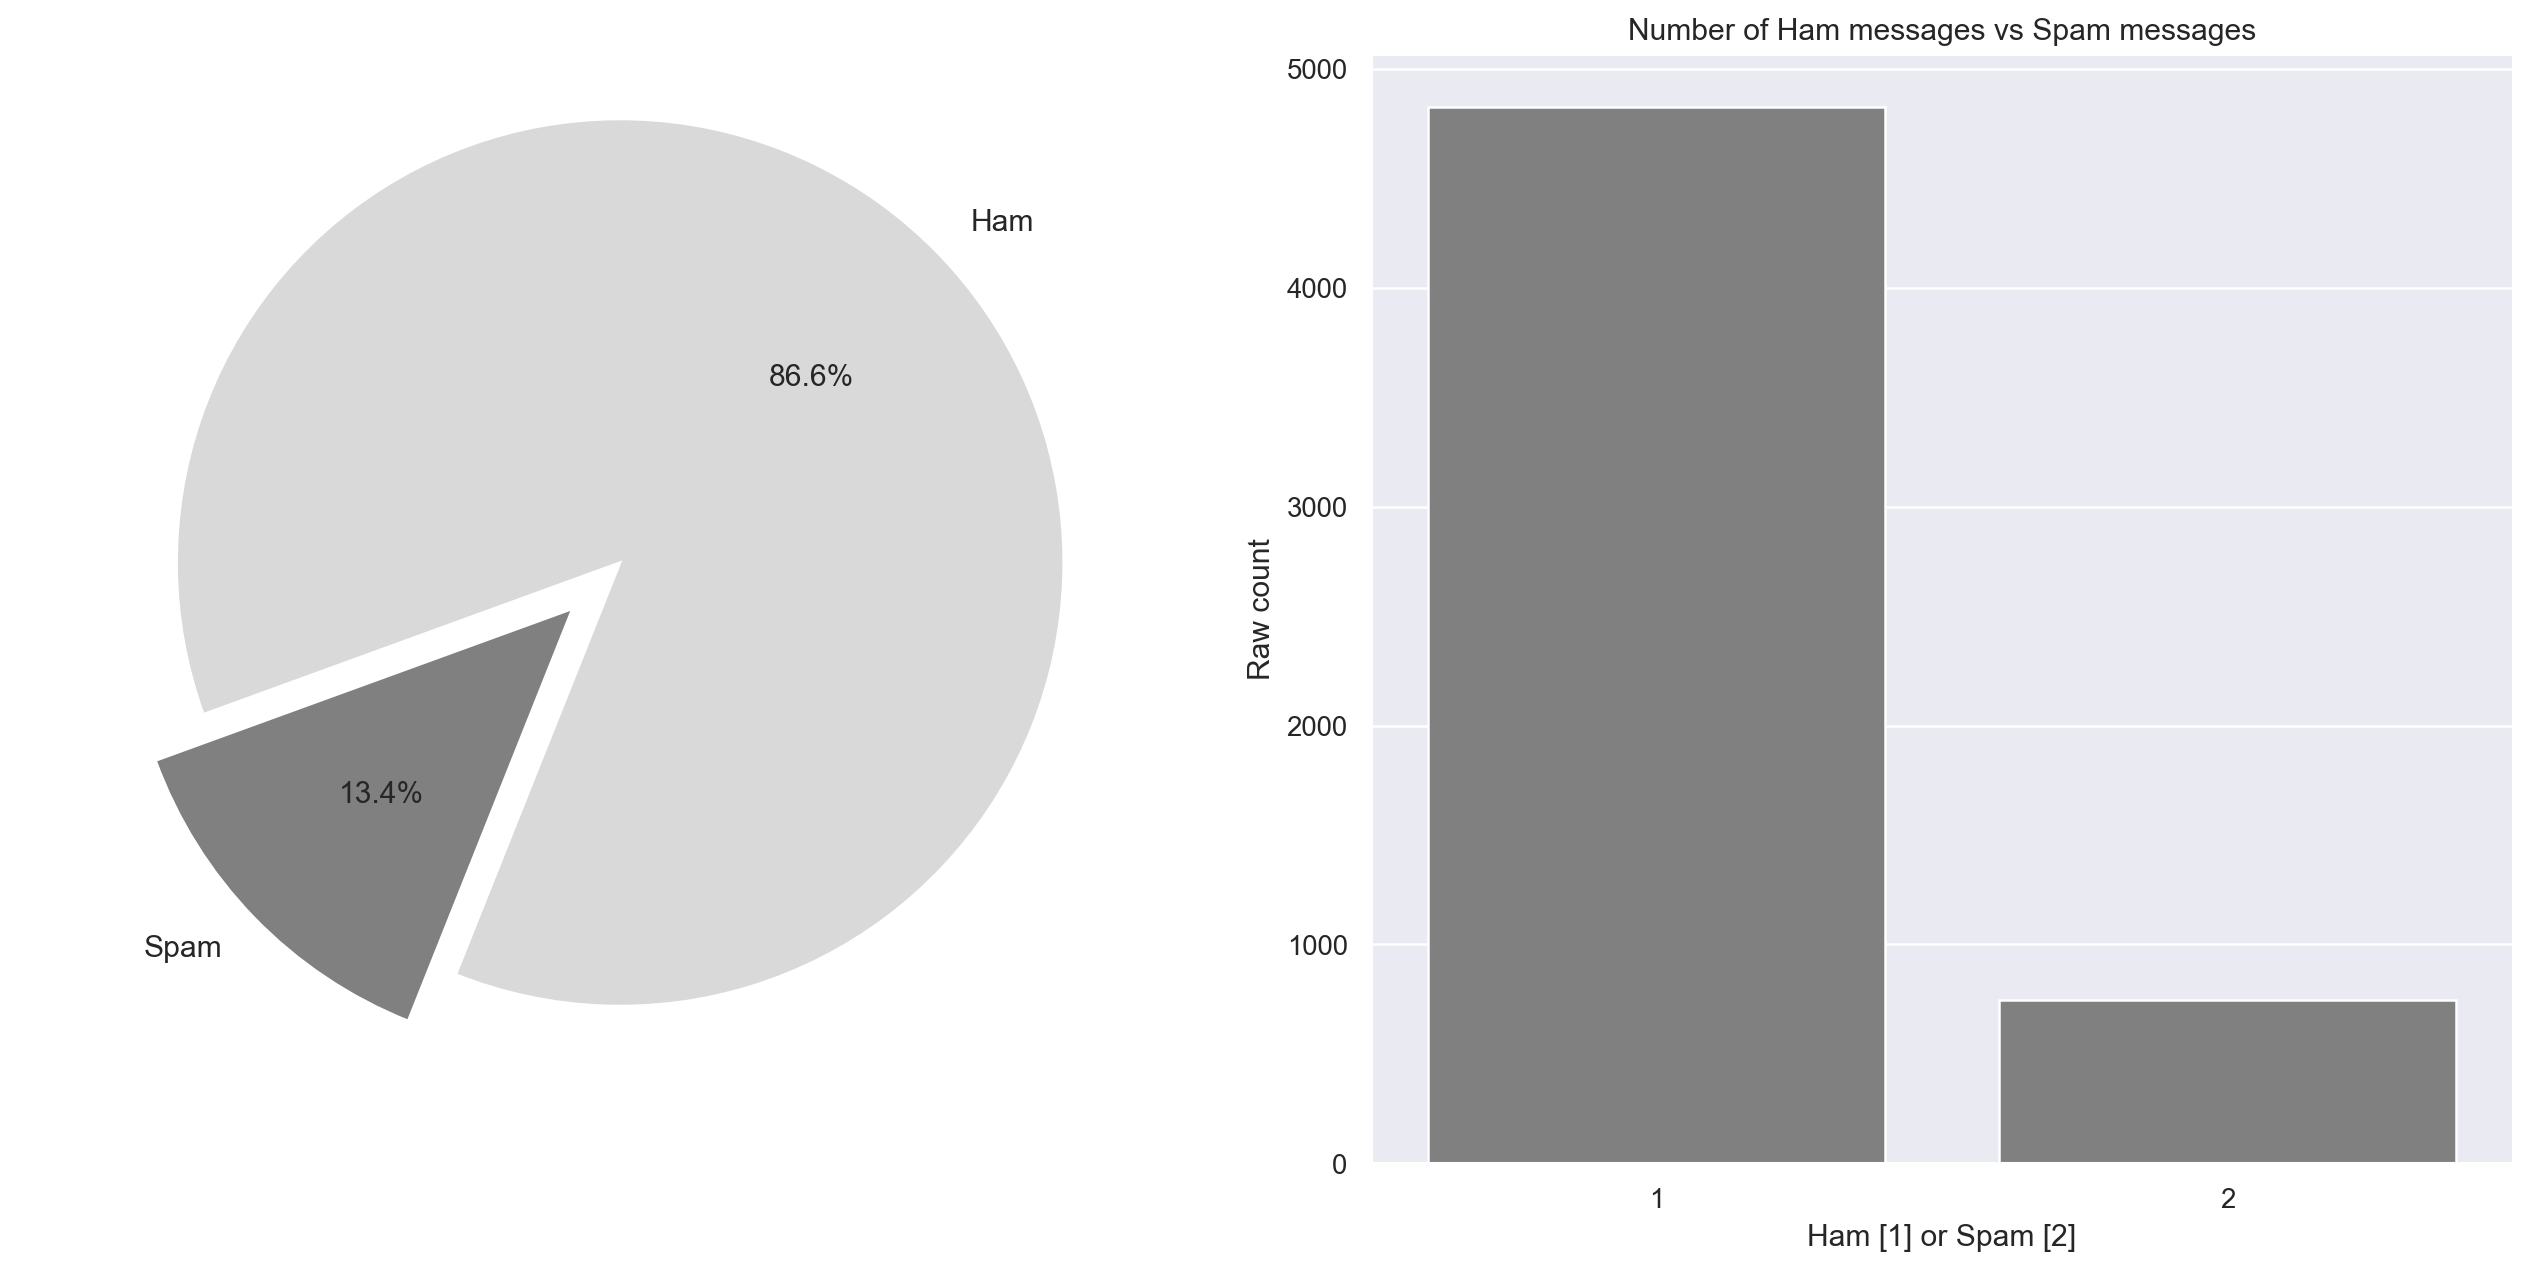 Ham
86.6%
13.4%
Spam
Number of Ham messages vs Spam messages
5000
4000
3000
2000
1000
0
Raw count
1
2
Ham [1] or Spam [2]